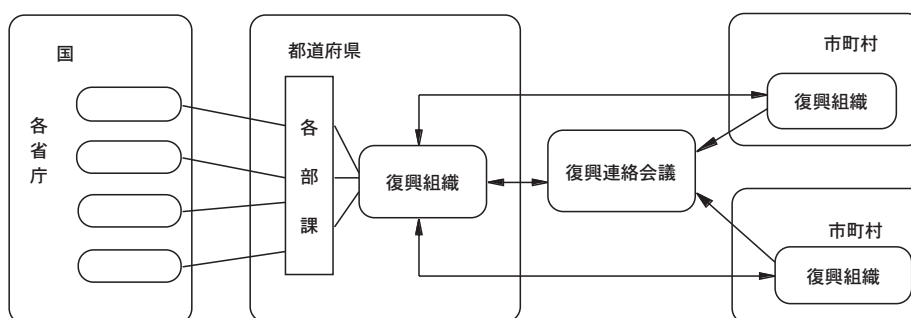 国
各省庁
都道府県
各部課
復興組織
復興連絡会議
市町村
復興組織
市町村
復興組織